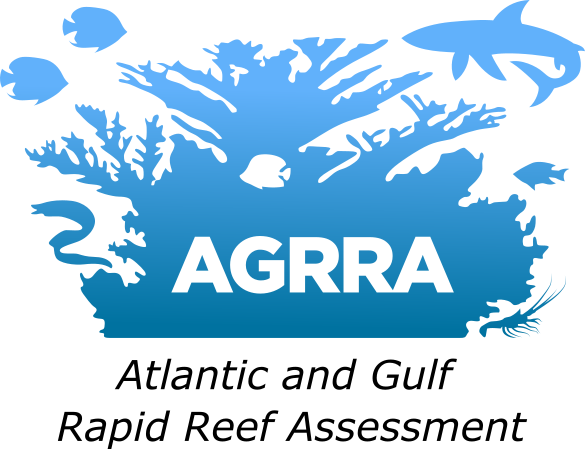 AGRRA
Atlantic and Gulf
Rapid Reef Assessment